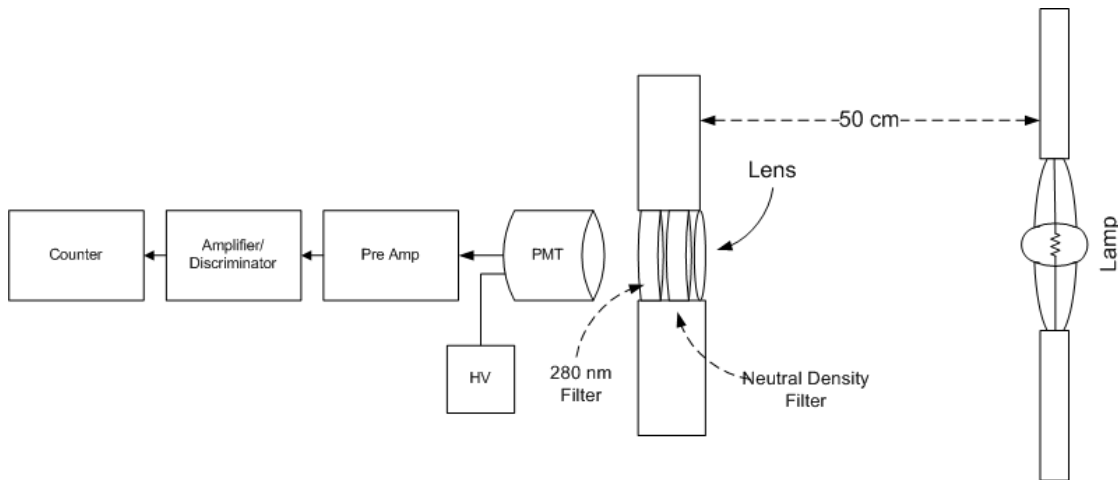 50 cm
Lens
Lamp
Counter
Amplifier/
Discriminator
Pre Amp
PMT
HV
280 nm
Filter
Neutral Density
Filter